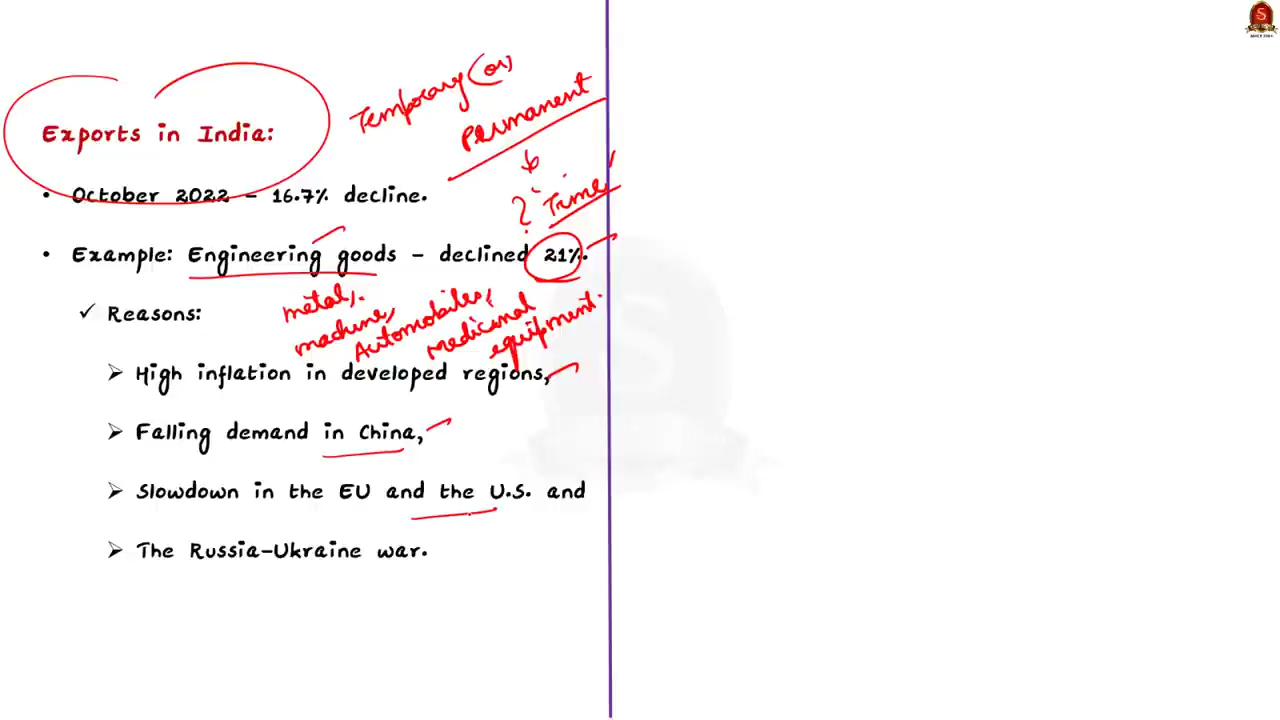 Temporary (or)
Permanent
Exports in India:
? Time
• October 2022 – 16.7% decline.
• Example: Engineering goods – declined 21%.
metal,
machine,
Automobiles,
Medicinal
equipment.
✓ Reasons:
➢ High inflation in developed regions,
➢ Falling demand in China,
➢ Slowdown in the EU and the U.S. and
➢ The Russia–Ukraine war.
S